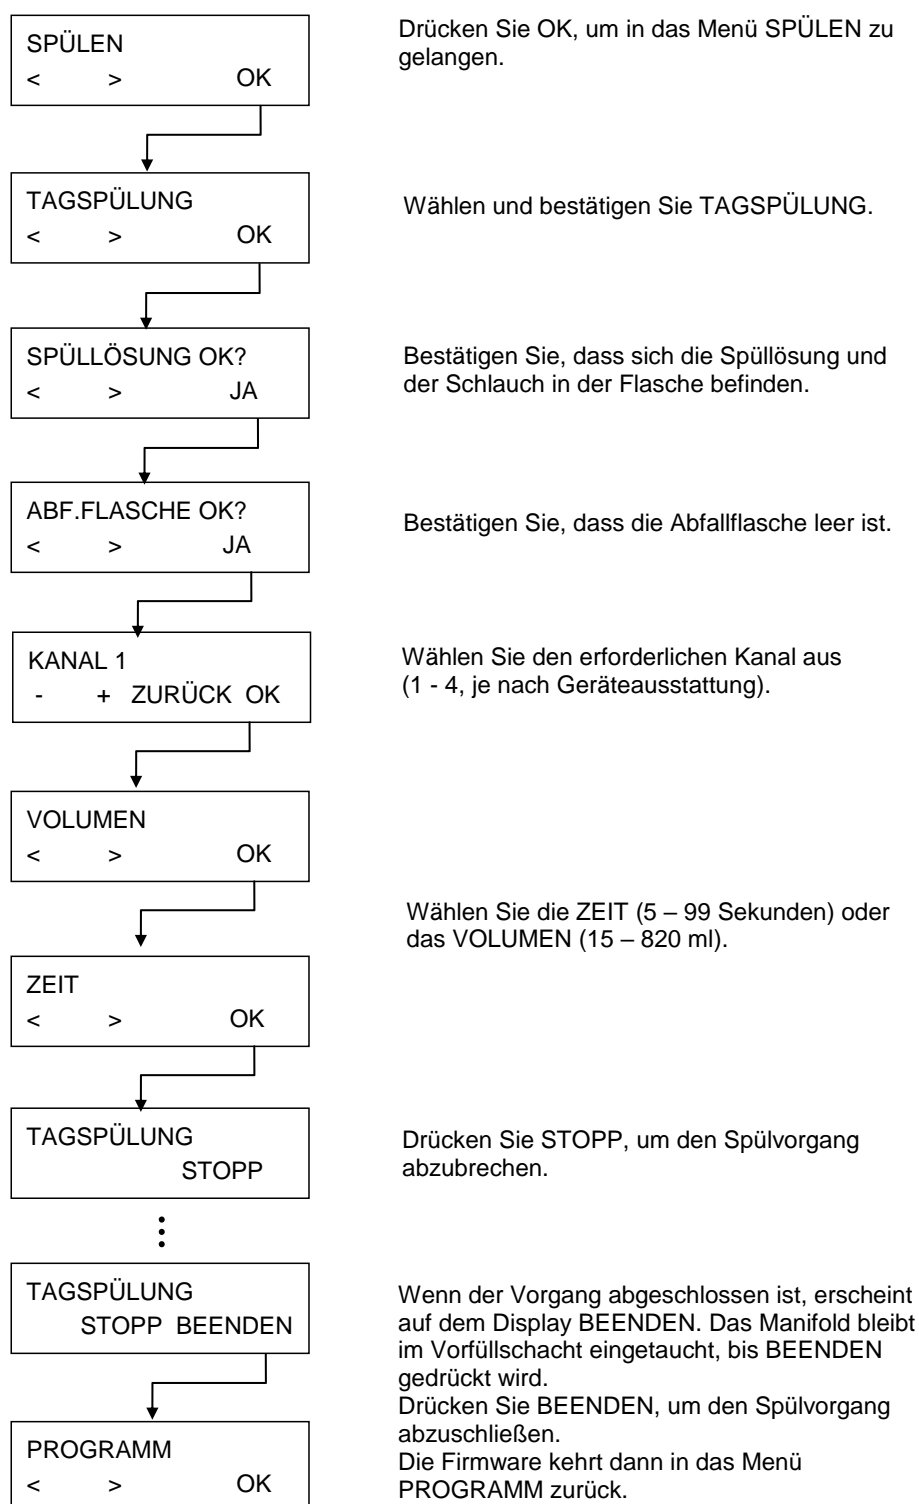 SPÜLEN
< > OK
Drücken Sie OK, um in das Menü SPÜLEN zu
gelangen.
TAGSPÜLUNG
< > OK
Wählen und bestätigen Sie TAGSPÜLUNG.
SPÜLLÖSUNG OK?
< > JA
Bestätigen Sie, dass sich die Spüllösung und
der Schlauch in der Flasche befinden.
ABF.FLASCHE OK?
< > JA
Bestätigen Sie, dass die Abfallflasche leer ist.
KANAL 1
- + ZURÜCK OK
Wählen Sie den erforderlichen Kanal aus
(1 - 4, je nach Geräteausstattung).
VOLUMEN
< > OK
Wählen Sie die ZEIT (5 – 99 Sekunden) oder
das VOLUMEN (15 – 820 ml).
ZEIT
< > OK
TAGSPÜLUNG
STOPP
Drücken Sie STOPP, um den Spülvorgang
abzubrechen.
TAGSPÜLUNG
STOPP BEENDEN
Wenn der Vorgang abgeschlossen ist, erscheint
auf dem Display BEENDEN. Das Manifold bleibt
im Vorfüllschacht eingetaucht, bis BEENDEN
gedrückt wird.
Drücken Sie BEENDEN, um den Spülvorgang
abzuschließen.
Die Firmware kehrt dann in das Menü
PROGRAMM zurück.
PROGRAMM
< > OK